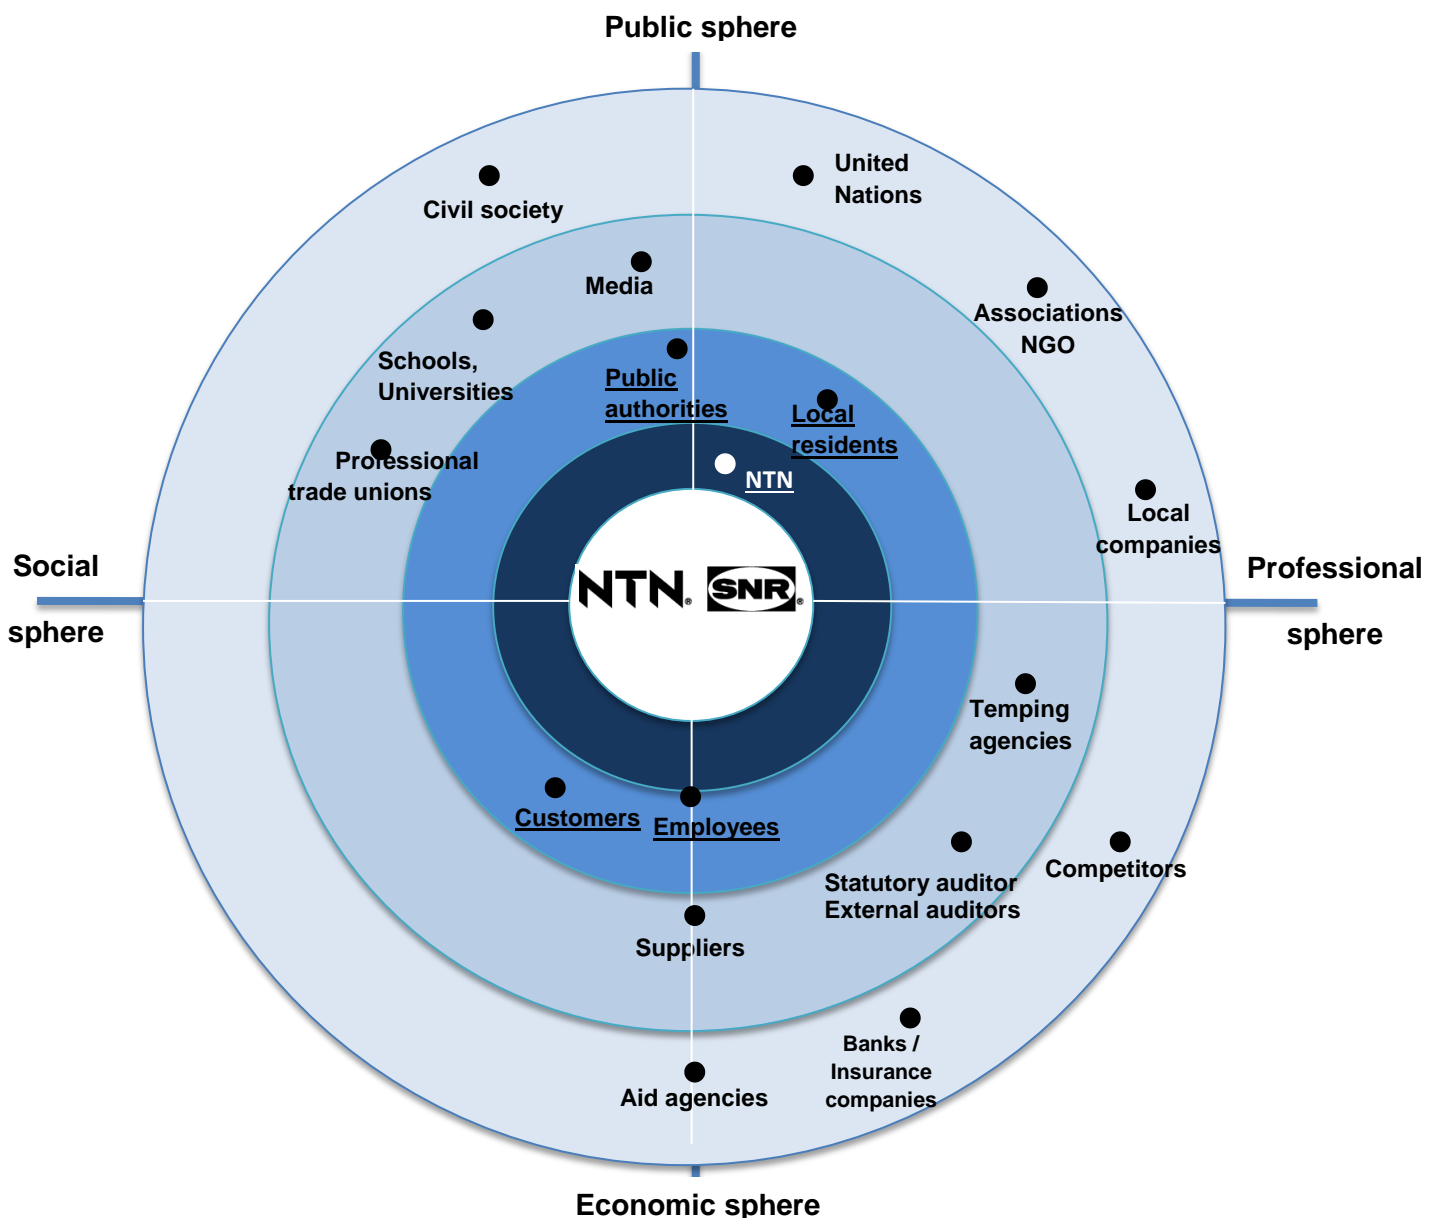 Public sphere
United
Nations
Civil society
Media
Associations
NGO
Schools,
Universities
Public
authorities
Local
residents
Professional
trade unions
NTN
Local
companies
Social
sphere
NTN® SNR®
Professional
sphere
Temping
agencies
Customers
Employees
Competitors
Statutory auditor
External auditors
Suppliers
Banks /
Insurance
companies
Aid agencies
Economic sphere